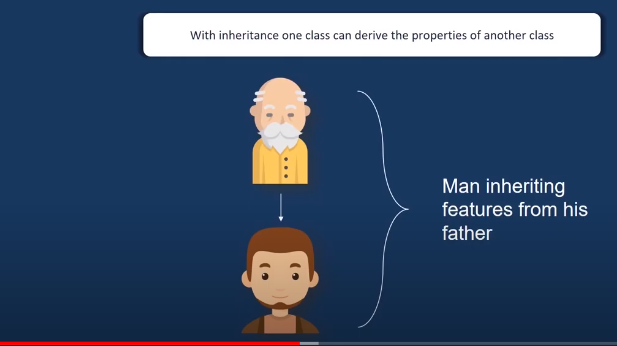 With inheritance one class can derive the properties of another class
Man inheriting
features from his
father